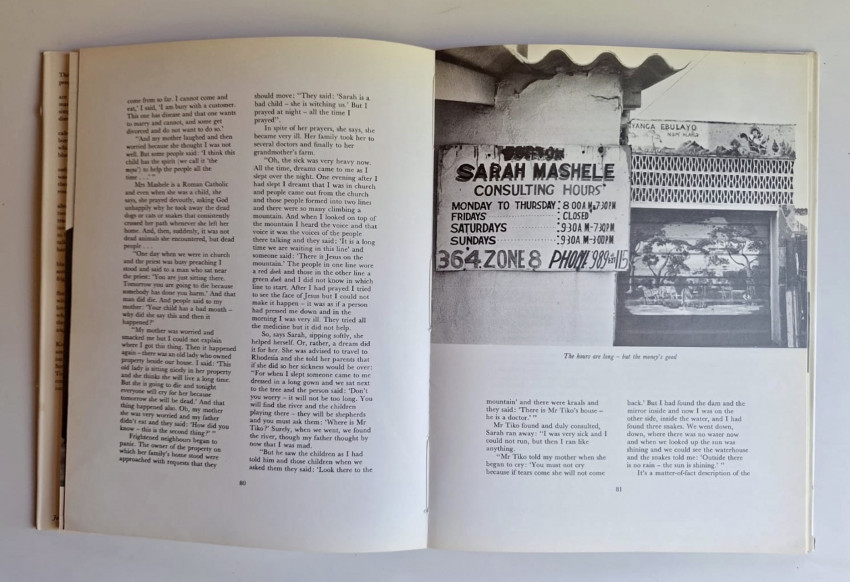 come from so far. I cannot come and
eat,' I said, 'I am busy with a customer.
This one has disease and that one wants
to marry and cannot, and some get
divorced and do not want to do so.'
"And my mother laughed and then
worried because she thought I was not
well. But some people said: 'I think this
child has the spirit (we call it 'the
') to help the people all the
time . . . ' "
Mrs Mashele is a Roman Catholic
and even when she was a child, she
says, she prayed devoutly, asking God
unhappily why he took away the dead
dogs or cats or snakes that consistently
crossed her path whenever she left her
home. And, then, suddenly, it was not
dead animals she encountered, but dead
people . . .
"One day when we were in church
and the priest was busy preaching I
stood and said to a man who sat near
the priest: 'You are just sitting there.
Tomorrow you are going to die because
somebody has done you harm.' And that
man did die. And people said to my
mother: 'Your child has a bad mouth –
why did she say this and then it
happened?'
"My mother was worried and
smacked me but I could not explain
where I got this thing. Then it happened
again – there was an old lady who owned
property beside our house. I said: 'This
old lady is sitting nicely in her property
and she thinks she will live a long time.
But she is going to die and tonight
everyone will cry for her because
tomorrow she will be dead.' And that
thing happened also. Oh, my mother
she was very worried and my father
didn't eat and they said: 'How did you
know – this is the second thing?' "
Frightened neighbours began to
panic. The owner of the property on
which her family's home stood were
approached with requests that they
80
should move: "They said: 'Sarah is a
bad child – she is witching us.' But I
prayed at night – all the time I
prayed".
In spite of her prayers, she says, she
became very ill. Her family took her to
several doctors and finally to her
grandmother's farm.
"Oh, the sick was very heavy now.
All the time, dreams came to me as I
slept over the night. One evening after I
had slept I dreamt that I was in church
and people came out from the church
and those people formed into two lines
and there were so many climbing a
mountain. And when I looked on top of
the mountain I heard the voice and that
voice it was the voices of the people
there talking and they said: 'It is a long
time we are waiting in this line' and
someone said: 'There is Jesus on the
mountain.' The people in one line wore
a red doek and those in the other line a
green doek and I did not know in which
line to start. After I had prayed I tried
to see the face of Jesus but I could not
make it happen – it was as if a person
had pressed me down and in the
morning I was very ill. They tried all
the medicine but it did not help.
So, says Sarah, sipping softly, she
helped herself. Or, rather, a dream did
it for her. She was advised to travel to
Rhodesia and she told her parents that
if she did so her sickness would be over:
"For when I slept someone came to me
dressed in a long gown and we sat next
to the tree and the person said: 'Don't
you worry – it will not be too long. You
will find the river and the children
playing there – they will be shepherds
and you must ask them: 'Where is Mr
Tiko?' Surely, when we went, we found
the river, though my father thought by
now that I was mad.
"But he saw the children as I had
told him and those children when we
asked them they said: 'Look there to the
NYANGA EBULAYO
SARAH MASHELE
CONSULTING HOURS
MONDAY TO THURSDAY: 8 00A M-7.30PM
FRIDAYS : CLOSED
SATURDAYS :9.30A M-7.30PM
SUNDAYS :9.30A M-3.00PM
364. ZONE 8 PHONE 989
The hours are long – but the money's good
mountain' and there were kraals and
they said: 'There is Mr Tiko's house –
he is a doctor.' "
Mr Tiko found and duly consulted,
Sarah ran away: "I was very sick and I
could not run, but then I ran like
anything.
"Mr Tiko told my mother when she
began to cry: 'You must not cry
because if tears come she will not come
back.' But I had found the dam and the
mirror inside and now I was on the
other side, inside the water, and I had
found three snakes. We went down,
down, where there was no water now
and when we looked up the sun was
shining and we could see the waterhouse
and the snakes told me: 'Outside there
is no rain – the sun is shining.' "
It's a matter-of-fact description of the
81